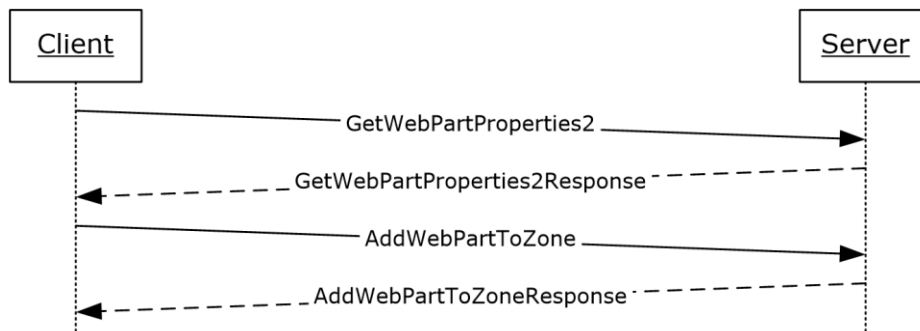 Client
Server
GetWebPartProperties2
GetWebPartProperties2Response
AddWebPartToZone
AddWebPartToZoneResponse